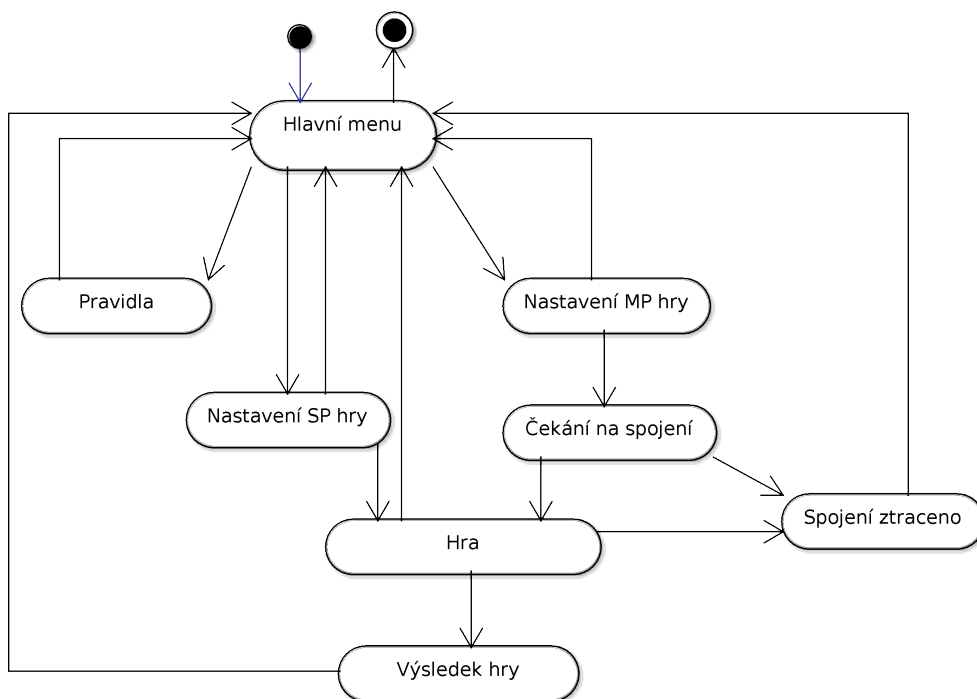 Hlavní menu
Pravidla
Nastavení MP hry
Nastavení SP hry
Čekání na spojení
Spojení ztraceno
Hra
Výsledek hry